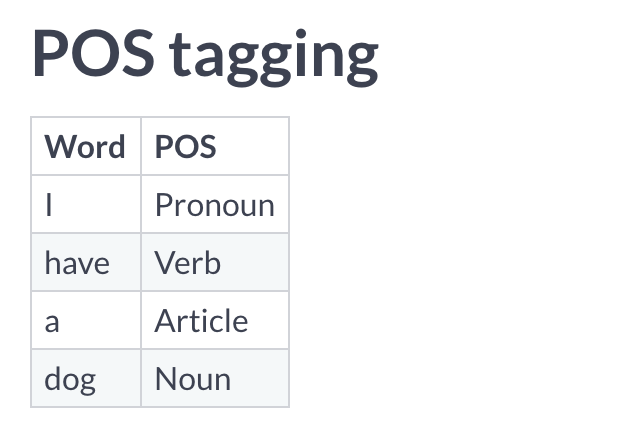 POS tagging
Word POS
I Pronoun
have Verb
a Article
dog Noun